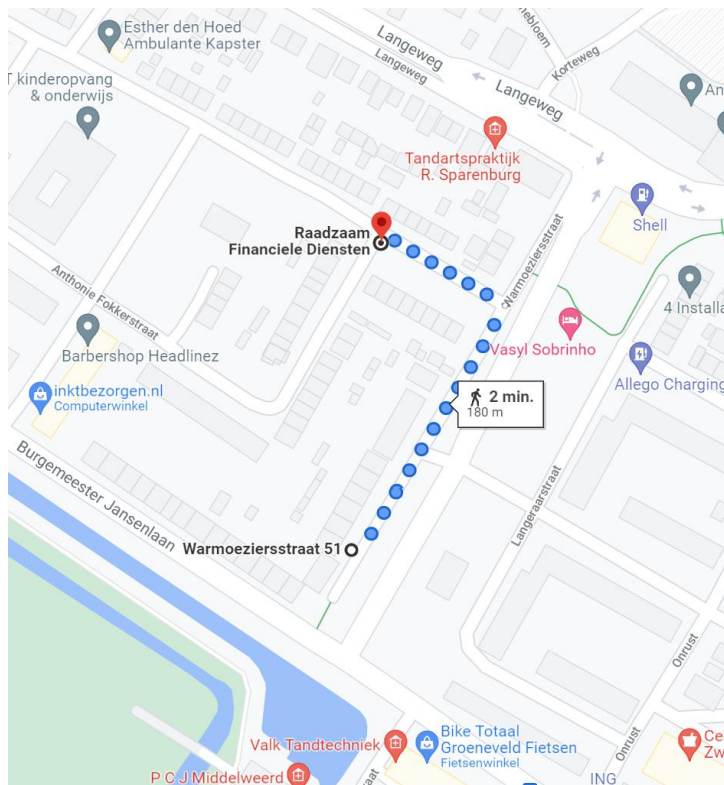 Esther den Hoed
Ambulante Kapster
Langeweg
Langeweg
Korteweg
Langeweg
kinderopvang
& onderwijs
Tandartspraktijk
R. Sparenburg
Shell
Raadzaam
Financiele Diensten
Warmoeziersstraat
Anthonie Fokkerstraat
4 Installa
Vasyl Sobrinho
Barbershop Headlinez
Allego Charging
inktbezorgen.nl
Computerwinkel
2 min.
180 m
Burgemeester Jansenlaan
Langeraarstraat
Warmoeziersstraat 51
Onrust
Onrust
Bike Totaal
Groeneveld Fietsen
Fietsenwinkel
Valk Tandtechniek
P C J Middelweerd
ING